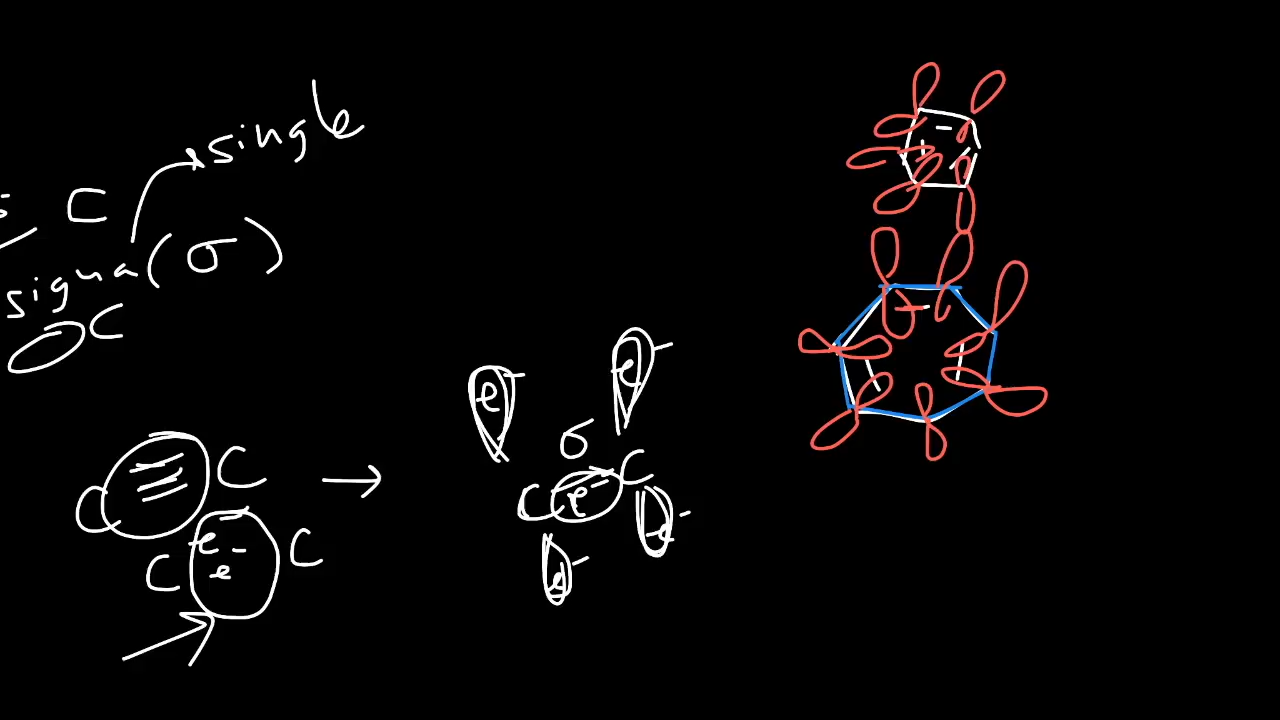 single
C
sigma (σ)
C
e-
e-
σ
C
C → C e- C
C e- e C
e-
e-